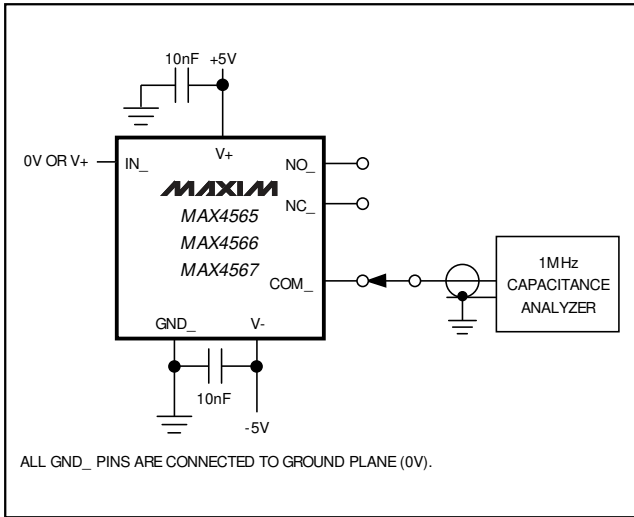 10nF +5V
V+
0V OR V+
IN_
NO_
MAXIM
NC_
MAX4565
MAX4566
MAX4567
COM_
1MHz
CAPACITANCE
ANALYZER
GND_ V-
10nF
-5V
ALL GND_ PINS ARE CONNECTED TO GROUND PLANE (0V).